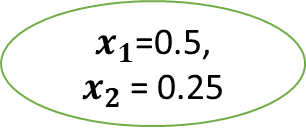 x₁=0.5,
x₂ = 0.25